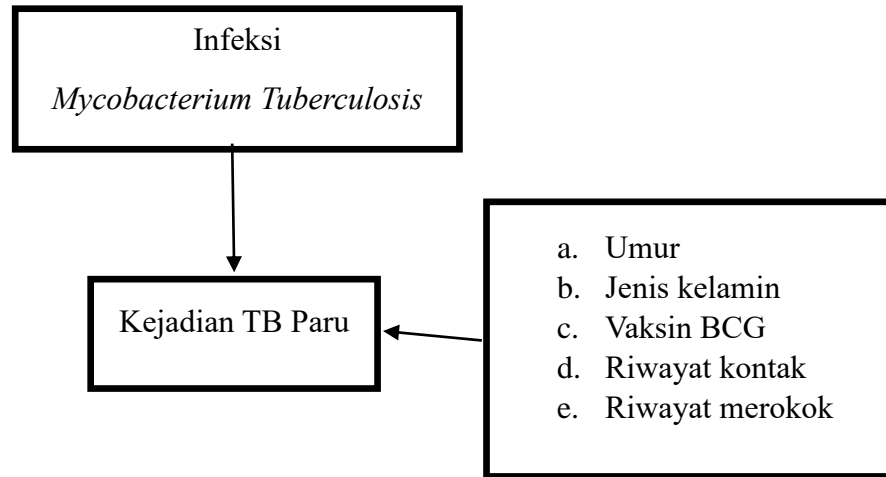 Infeksi
Mycobacterium Tuberculosis
Kejadian TB Paru
a. Umur
b. Jenis kelamin
c. Vaksin BCG
d. Riwayat kontak
e. Riwayat merokok